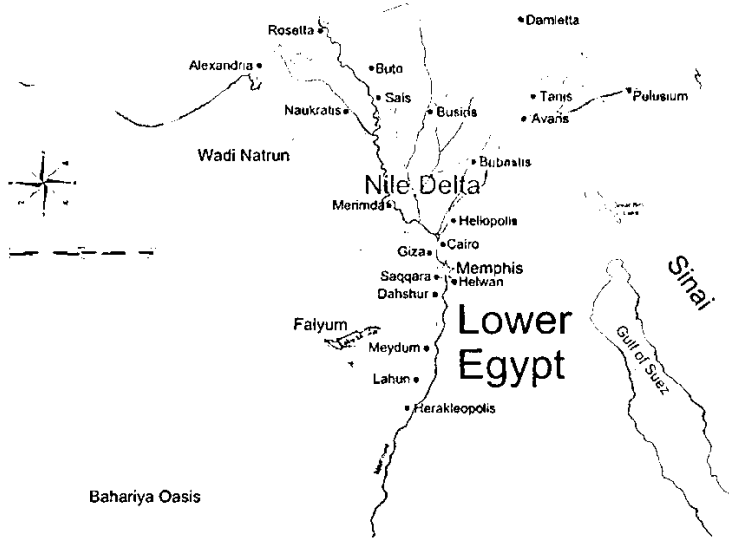 Damietta
Rosetta
Alexandria
Buto
Sais
Tanis
Pelusium
Naukratis
Busiris
Avaris
Wadi Natrun
Bubastis
Nile Delta
Merimda
Heliopolis
Cairo
Giza
Memphis
Saqqara
Helwan
Dahshur
Sinai
Lower
Egypt
Faiyum
Gulf of Suez
Meydum
Lahun
Herakleopolis
Bahariya Oasis